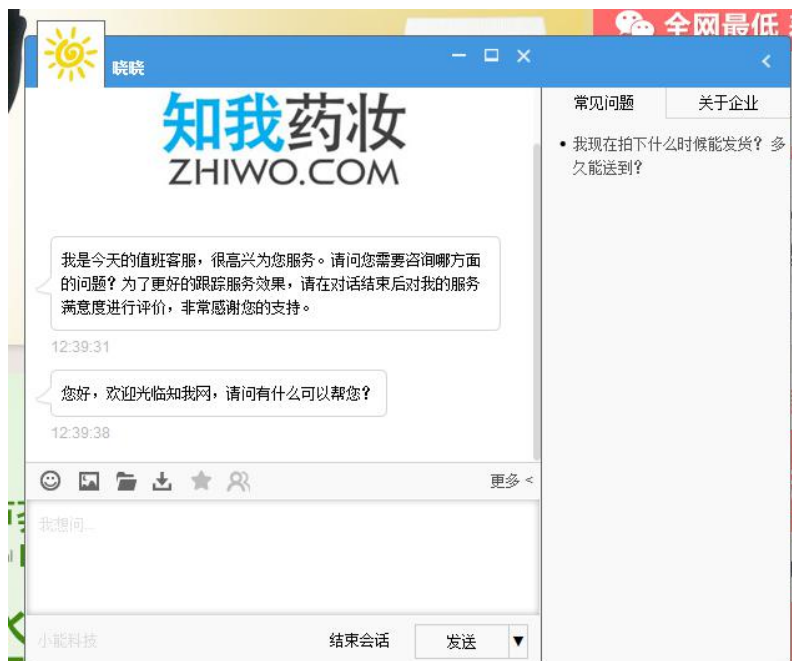 全网最低
晓晓
知我药妆
ZHIWO.COM
我是今天的值班客服，很高兴为您服务。请问您需要咨询哪方面
的问题？为了更好的跟踪服务效果，请在对话结束后对我的服务
满意度进行评价，非常感谢您的支持。
12:39:31
您好，欢迎光临知我网，请问有什么可以帮您？
12:39:38
更多 <
我想问...
小能科技
结束会话
发送
常见问题
关于企业
• 我现在拍下什么时候能发货？多
久能送到？